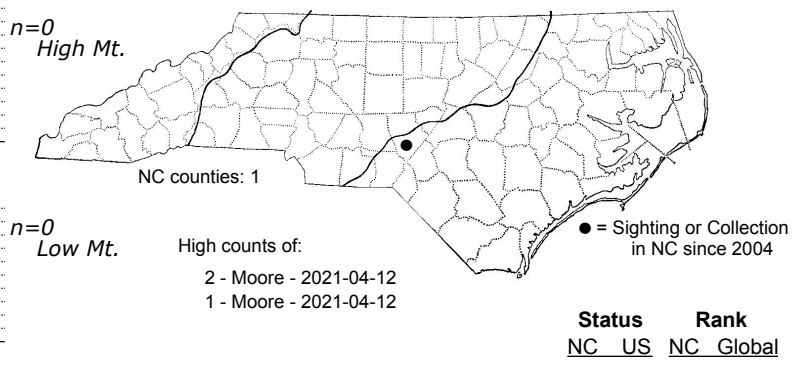 n=0
High Mt.
NC counties: 1
n=0
Low Mt.
High counts of:
2 - Moore - 2021-04-12
1 - Moore - 2021-04-12
● = Sighting or Collection
in NC since 2004
Status Rank
NC US NC Global